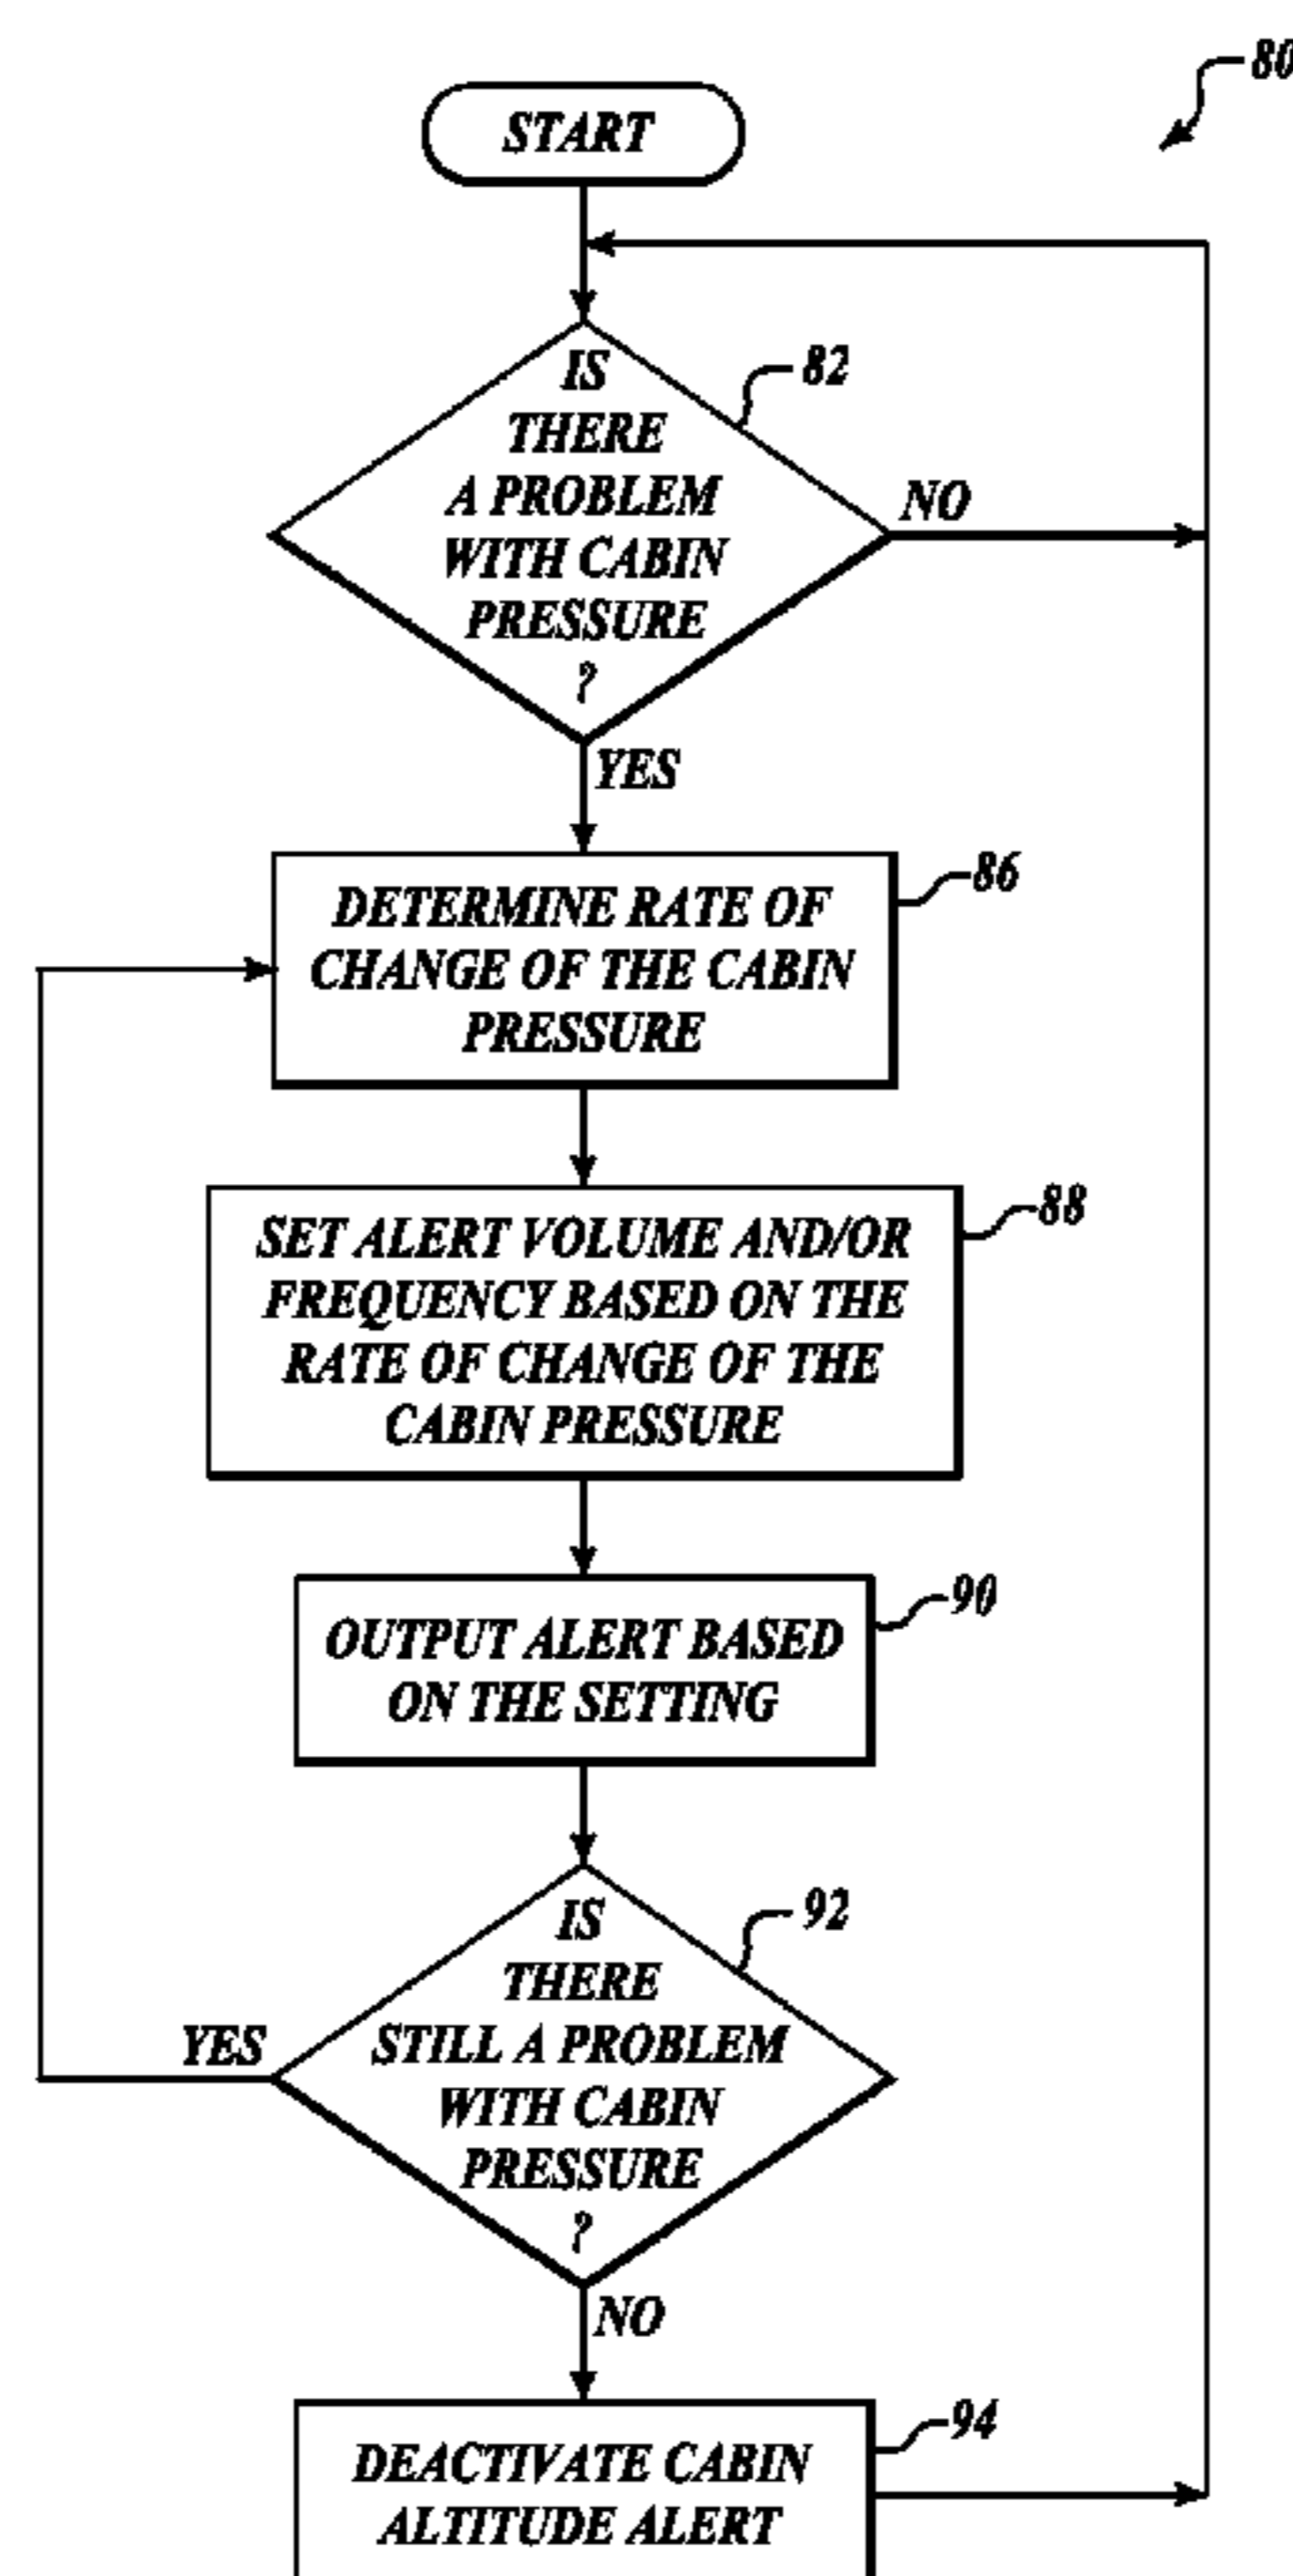 80
START
IS
THERE
A PROBLEM
WITH CABIN
PRESSURE
?
82
NO
YES
DETERMINE RATE OF
CHANGE OF THE CABIN
PRESSURE
86
SET ALERT VOLUME AND/OR
FREQUENCY BASED ON THE
RATE OF CHANGE OF THE
CABIN PRESSURE
88
OUTPUT ALERT BASED
ON THE SETTING
90
IS
THERE
STILL A PROBLEM
WITH CABIN
PRESSURE
?
92
YES
NO
DEACTIVATE CABIN
ALTITUDE ALERT
94